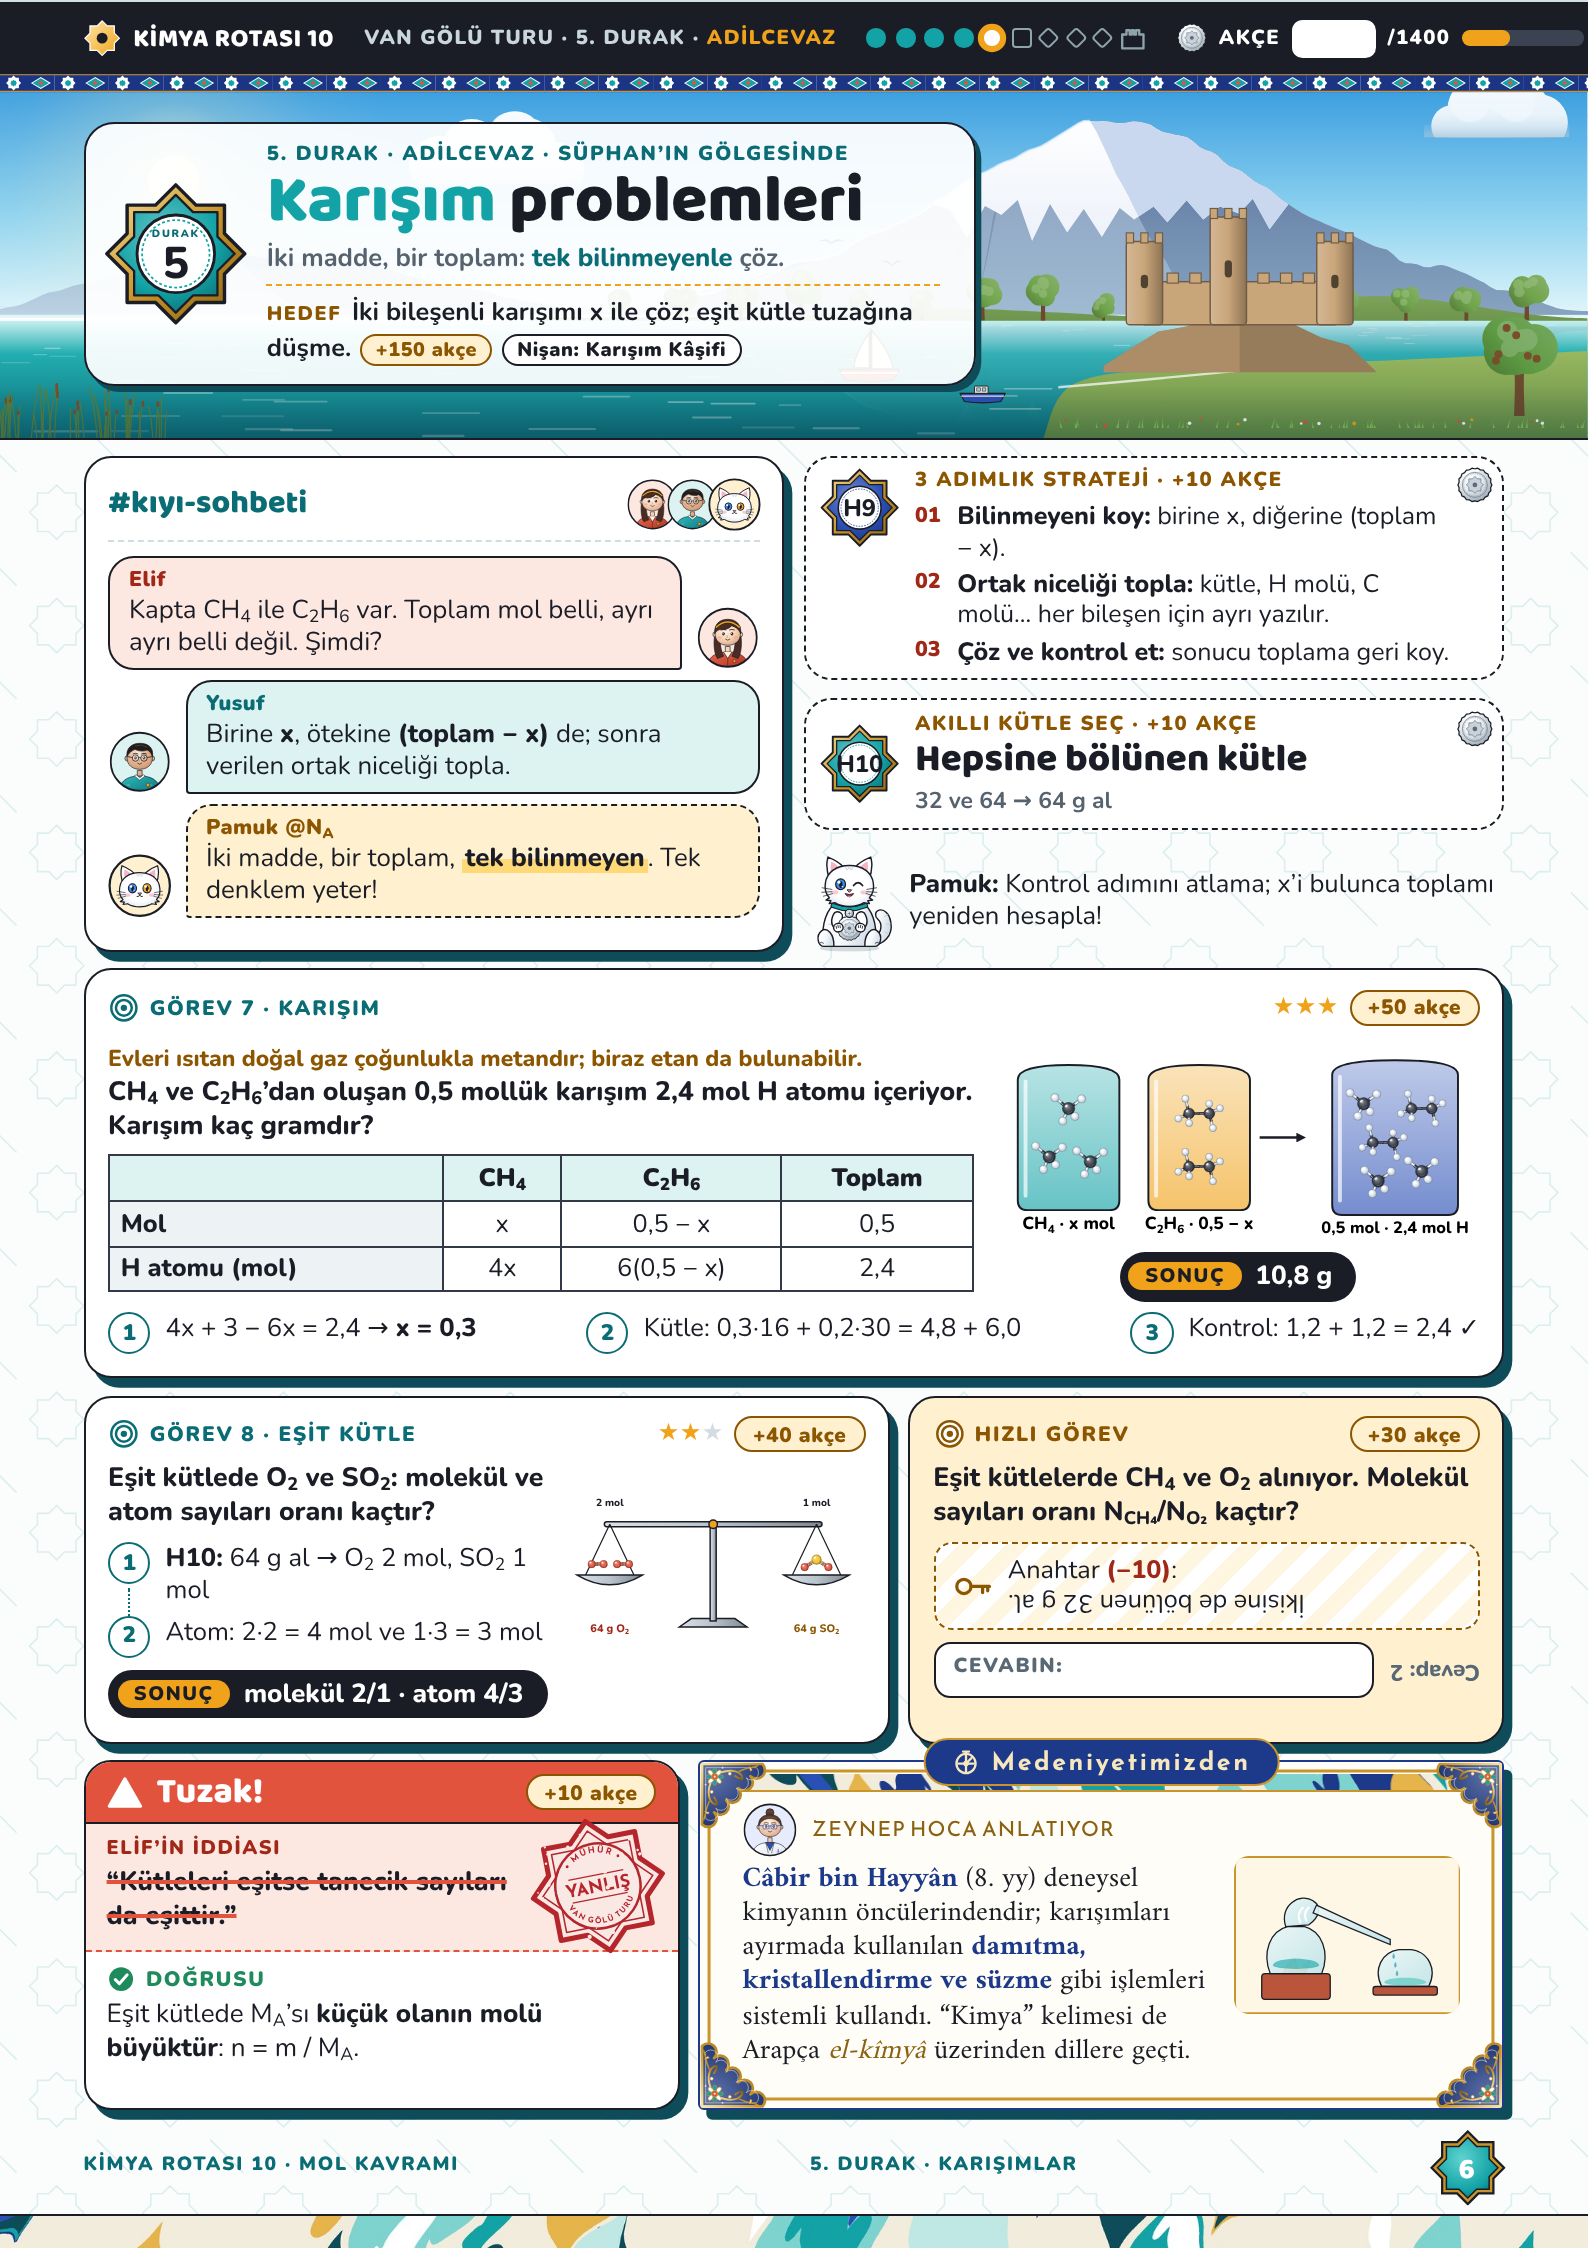 KİMYA ROTASI 10 VAN GÖLÜ TURU · 5. DURAK · ADİLCEVAZ AKÇE /1400
5. DURAK · ADİLCEVAZ · SÜPHAN’IN GÖLGESİNDE
Karışım problemleri
DURAK
5
İki madde, bir toplam: tek bilinmeyenle çöz.
HEDEF İki bileşenli karışımı x ile çöz; eşit kütle tuzağına
düşme. +150 akçe Nişan: Karışım Kâşifi
#kıyı-sohbeti
Elif
Kapta CH₄ ile C₂H₆ var. Toplam mol belli, ayrı
ayrı belli değil. Şimdi?
Yusuf
Birine x, ötekine (toplam − x) de; sonra
verilen ortak niceliği topla.
Pamuk @Nᴀ
İki madde, bir toplam, tek bilinmeyen. Tek
denklem yeter!
H9
3 ADIMLIK STRATEJİ · +10 AKÇE
01 Bilinmeyeni koy: birine x, diğerine (toplam
− x).
02 Ortak niceliği topla: kütle, H molü, C
molü… her bileşen için ayrı yazılır.
03 Çöz ve kontrol et: sonucu toplama geri koy.
H10
AKILLI KÜTLE SEÇ · +10 AKÇE
Hepsine bölünen kütle
32 ve 64 → 64 g al
Pamuk: Kontrol adımını atlama; x’i bulunca toplamı
yeniden hesapla!
GÖREV 7 · KARIŞIM ★★★ +50 akçe
Evleri ısıtan doğal gaz çoğunlukla metandır; biraz etan da bulunabilir.
CH₄ ve C₂H₆’dan oluşan 0,5 mollük karışım 2,4 mol H atomu içeriyor.
Karışım kaç gramdır?
CH₄ C₂H₆ Toplam
Mol x 0,5 − x 0,5
H atomu (mol) 4x 6(0,5 − x) 2,4
CH₄ · x mol C₂H₆ · 0,5 − x 0,5 mol · 2,4 mol H
SONUÇ 10,8 g
1 4x + 3 − 6x = 2,4 → x = 0,3 2 Kütle: 0,3·16 + 0,2·30 = 4,8 + 6,0 3 Kontrol: 1,2 + 1,2 = 2,4 ✓
GÖREV 8 · EŞİT KÜTLE ★★★ +40 akçe
Eşit kütlede O₂ ve SO₂: molekül ve
atom sayıları oranı kaçtır?
1 H10: 64 g al → O₂ 2 mol, SO₂ 1
mol
2 Atom: 2·2 = 4 mol ve 1·3 = 3 mol
2 mol 1 mol
64 g O₂ 64 g SO₂
SONUÇ molekül 2/1 · atom 4/3
HIZLI GÖREV +30 akçe
Eşit kütlelerde CH₄ ve O₂ alınıyor. Molekül
sayıları oranı N_CH₄/N_O₂ kaçtır?
Anahtar (−10):
İkisine de bölünen 32 g al.
CEVABIN: Cevap: 2
Tuzak! +10 akçe
ELİF’İN İDDİASI
“Kütleleri eşitse tanecik sayıları
da eşittir.”
MÜHÜR
YANLIŞ
VAN GÖLÜ TURU
DOĞRUSU
Eşit kütlede Mᴀ’sı küçük olanın molü
büyüktür: n = m / Mᴀ.
Medeniyetimizden
ZEYNEP HOCA ANLATIYOR
Câbir bin Hayyân (8. yy) deneysel
kimyanın öncülerindendir; karışımları
ayırmada kullanılan damıtma,
kristallendirme ve süzme gibi işlemleri
sistemli kullandı. “Kimya” kelimesi de
Arapça el-kîmyâ üzerinden dillere geçti.
KİMYA ROTASI 10 · MOL KAVRAMI 5. DURAK · KARIŞIMLAR 6